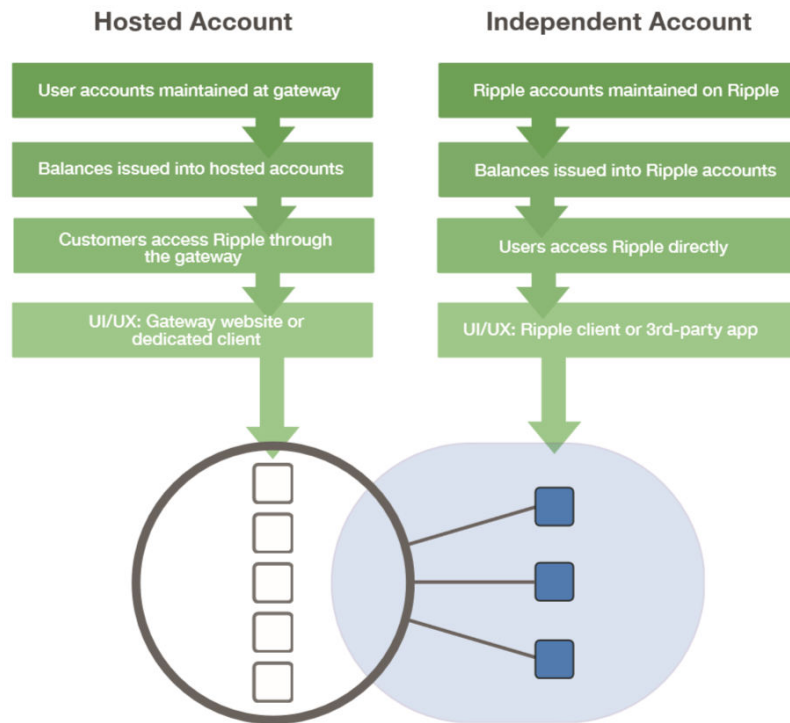 Hosted Account
User accounts maintained at gateway
Balances issued into hosted accounts
Customers access Ripple through
the gateway
UI/UX: Gateway website or
dedicated client
Independent Account
Ripple accounts maintained on Ripple
Balances issued into Ripple accounts
Users access Ripple directly
UI/UX: Ripple client or 3rd-party app